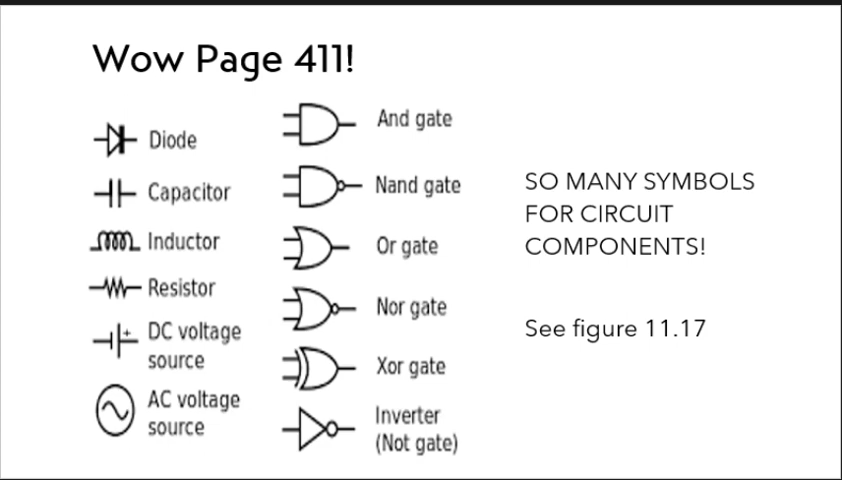 Wow Page 411!
Diode
Capacitor
Inductor
Resistor
+
DC voltage
source
AC voltage
source
And gate
Nand gate
Or gate
Nor gate
Xor gate
Inverter
(Not gate)
SO MANY SYMBOLS
FOR CIRCUIT
COMPONENTS!
See figure 11.17